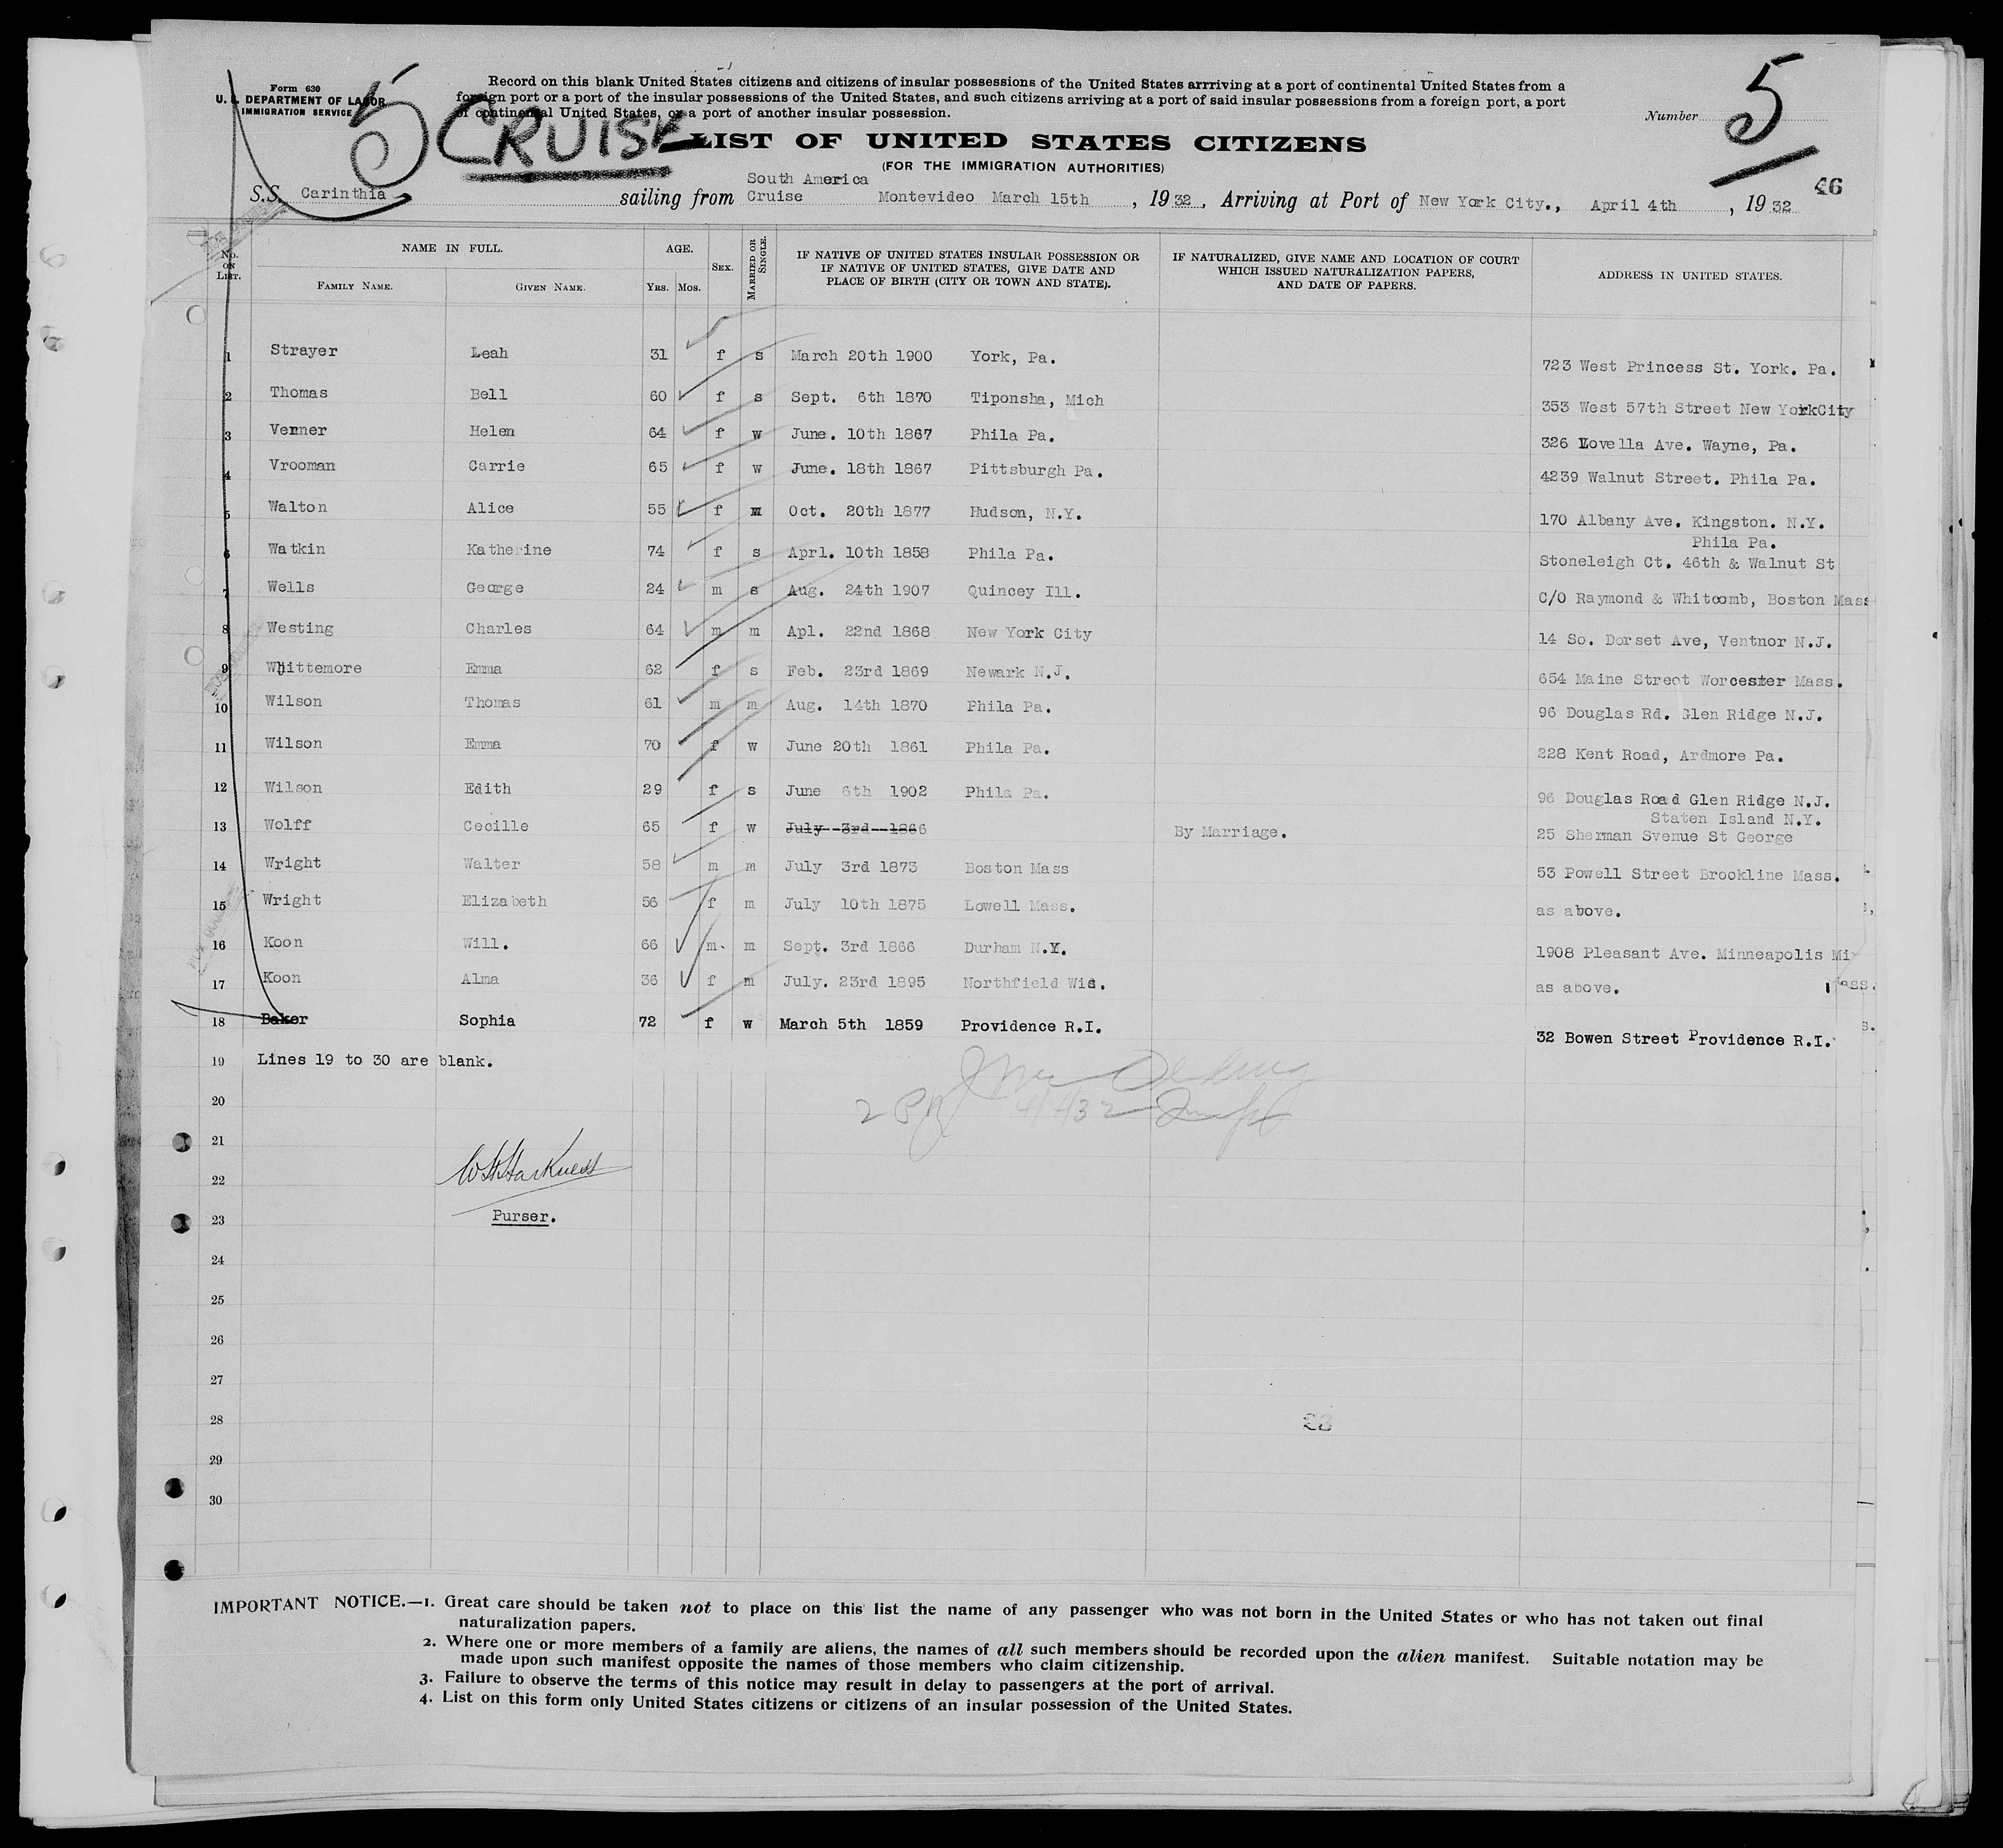 Form 630
U. S. DEPARTMENT OF LABOR
IMMIGRATION SERVICE
5 CRUISE
Record on this blank United States citizens and citizens of insular possessions of the United States arrriving at a port of continental United States from a
foreign port or a port of the insular possessions of the United States, and such citizens arriving at a port of said insular possessions from a foreign port, a port
of continental United States, or a port of another insular possession.
Number 5
LIST OF UNITED STATES CITIZENS
(FOR THE IMMIGRATION AUTHORITIES)
46
South America
S.S. Carinthia sailing from Cruise Montevideo March 15th, 1932, Arriving at Port of New York City., April 4th, 1932
No. ON LIST. NAME IN FULL. AGE. SEX. MARRIED OR SINGLE. IF NATIVE OF UNITED STATES INSULAR POSSESSION OR IF NATIVE OF UNITED STATES, GIVE DATE AND PLACE OF BIRTH (CITY OR TOWN AND STATE). IF NATURALIZED, GIVE NAME AND LOCATION OF COURT WHICH ISSUED NATURALIZATION PAPERS, AND DATE OF PAPERS. ADDRESS IN UNITED STATES.
FAMILY NAME. GIVEN NAME. YRS. MOS.
1 Strayer Leah 31 f s March 20th 1900 York, Pa. 723 West Princess St. York. Pa.
2 Thomas Bell 60 f s Sept. 6th 1870 Tiponsha, Mich 353 West 57th Street New YorkCity
3 Venner Helen 64 f w June. 10th 1867 Phila Pa. 326 Lovella Ave. Wayne, Pa.
4 Vrooman Carrie 65 f w June. 18th 1867 Pittsburgh Pa. 4239 Walnut Street. Phila Pa.
5 Walton Alice 55 f m Oct. 20th 1877 Hudson, N.Y. 170 Albany Ave. Kingston. N.Y.
Phila Pa.
6 Watkin Katherine 74 f s Aprl. 10th 1858 Phila Pa. Stoneleigh Ct. 46th & Walnut St
7 Wells George 24 m s Aug. 24th 1907 Quincey Ill. C/O Raymond & Whitcomb, Boston Mass
8 Westing Charles 64 m m Apl. 22nd 1868 New York City 14 So. Dorset Ave, Ventnor N.J.
9 Whittemore Emma 62 f s Feb. 23rd 1869 Newark N.J. 654 Maine Street Worcester Mass.
10 Wilson Thomas 61 m m Aug. 14th 1870 Phila Pa. 96 Douglas Rd. Glen Ridge N.J.
11 Wilson Emma 70 f w June 20th 1861 Phila Pa. 228 Kent Road, Ardmore Pa.
12 Wilson Edith 29 f s June 6th 1902 Phila Pa. 96 Douglas Road Glen Ridge N.J.
Staten Island N.Y.
13 Wolff Cecille 65 f w July 3rd 1866 By Marriage. 25 Sherman Svenue St George
14 Wright Walter 58 m m July 3rd 1873 Boston Mass 53 Powell Street Brookline Mass.
15 Wright Elizabeth 56 f m July 10th 1875 Lowell Mass. as above.
16 Koon Will. 66 m. m Sept. 3rd 1866 Durham N.Y. 1908 Pleasant Ave. Minneapolis Mi
17 Koon Alma 36 f m July. 23rd 1895 Northfield Wis. as above.
18 Baker Sophia 72 f w March 5th 1859 Providence R.I. 32 Bowen Street Providence R.I.
19 Lines 19 to 30 are blank.
20
21
22 W H Harkness
23 Purser.
24
25
26
27
28
29
30
IMPORTANT NOTICE.—1. Great care should be taken not to place on this list the name of any passenger who was not born in the United States or who has not taken out final
naturalization papers.
2. Where one or more members of a family are aliens, the names of all such members should be recorded upon the alien manifest. Suitable notation may be
made upon such manifest opposite the names of those members who claim citizenship.
3. Failure to observe the terms of this notice may result in delay to passengers at the port of arrival.
4. List on this form only United States citizens or citizens of an insular possession of the United States.